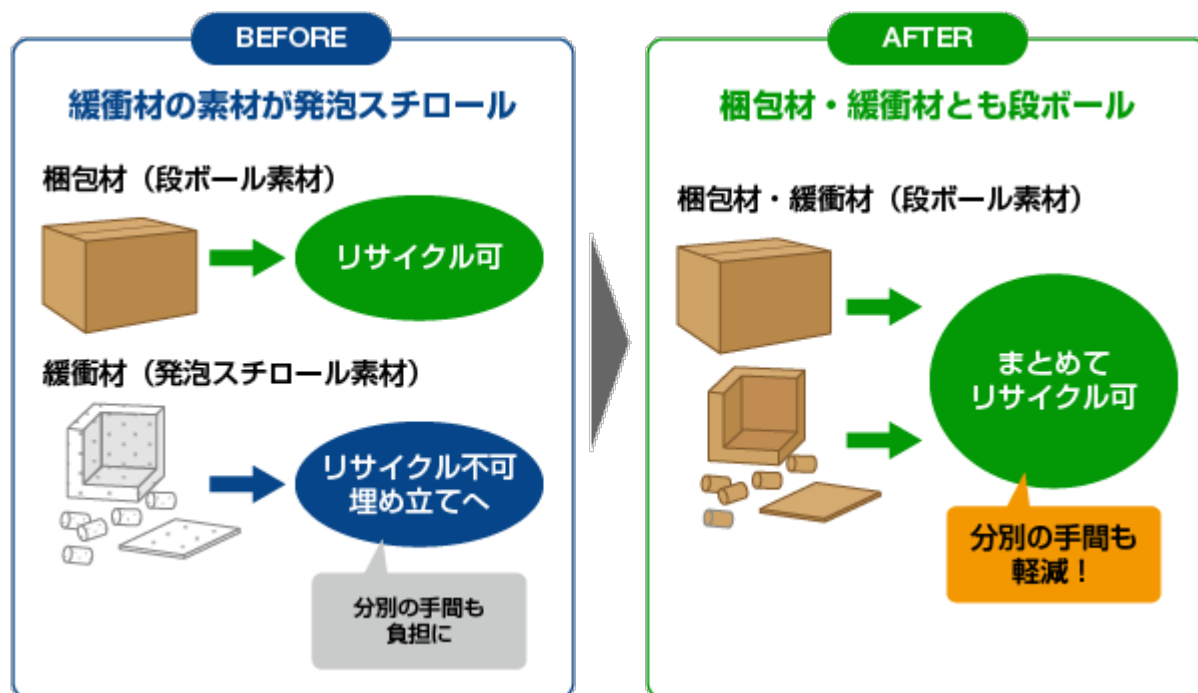 BEFORE
緩衝材の素材が発泡スチロール
梱包材（段ボール素材）
リサイクル可
緩衝材（発泡スチロール素材）
リサイクル不可
埋め立てへ
分別の手間も
負担に
AFTER
梱包材・緩衝材とも段ボール
梱包材・緩衝材（段ボール素材）
まとめて
リサイクル可
分別の手間も
軽減！